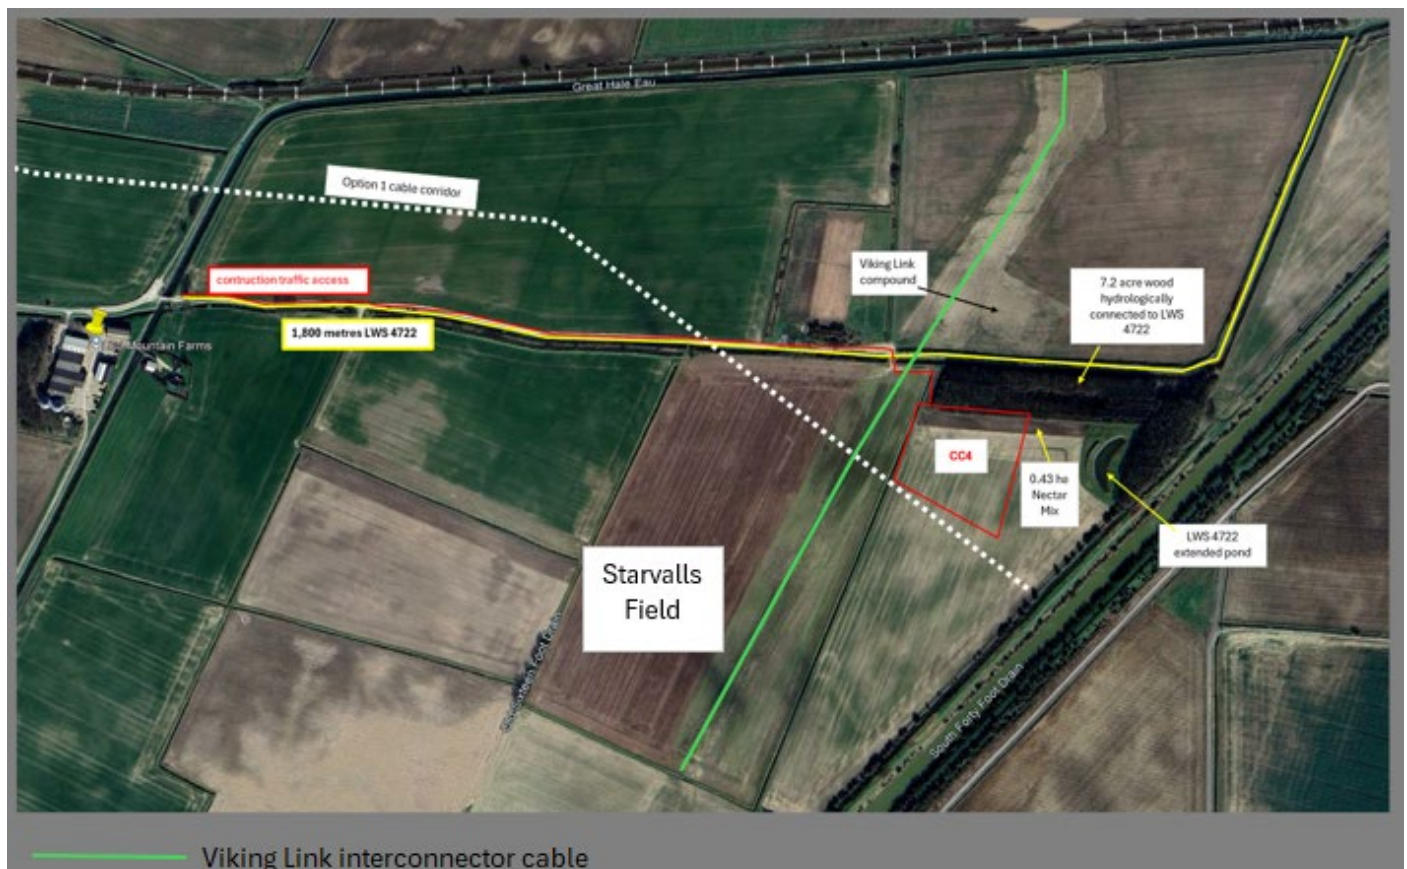 Great Hale Eau
Option 1 cable corridor
contruction traffic access
1,800 metres LWS 4722
Mountain Farms
Viking Link
compound
7.2 acre wood
hydrologically
connected to LWS
4722
CC4
0.43 ha
Nectar
Mix
LWS 4722
extended pond
Starvalls
Field
Foot Drain
South Forty Foot Drain
Viking Link interconnector cable